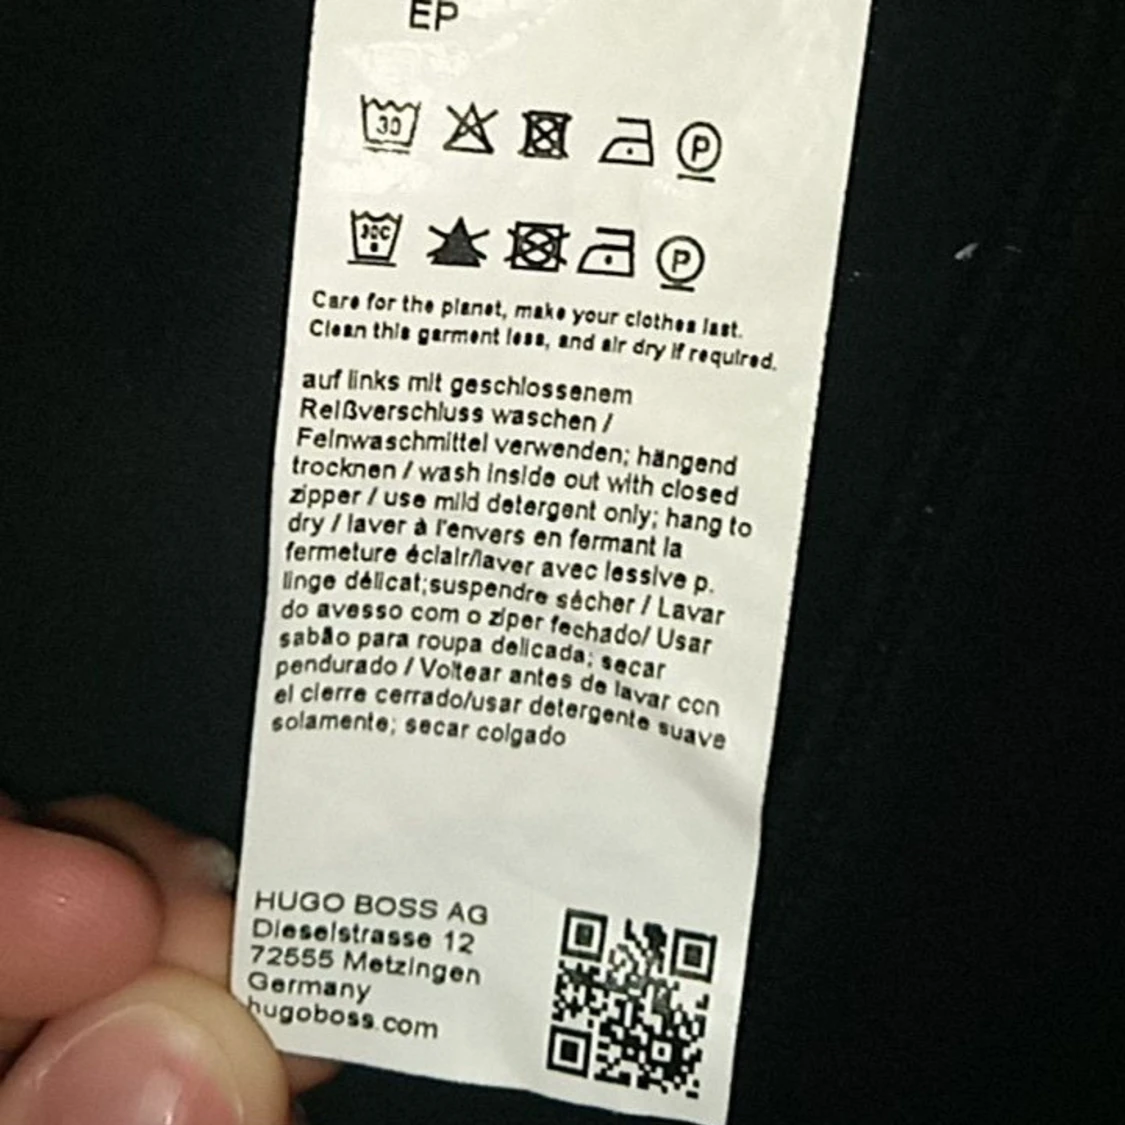 EP
30 P
30C P
Care for the planet, make your clothes last.
Clean this garment less, and air dry if required.
auf links mit geschlossenem
Reißverschluss waschen /
Feinwaschmittel verwenden; hängend
trocknen / wash inside out with closed
zipper / use mild detergent only; hang to
dry / laver à l'envers en fermant la
fermeture éclair/laver avec lessive p.
linge délicat;suspendre sécher / Lavar
do avesso com o ziper fechado/ Usar
sabão para roupa delicada; secar
pendurado / Voltear antes de lavar con
el cierre cerrado/usar detergente suave
solamente; secar colgado
HUGO BOSS AG
Dieselstrasse 12
72555 Metzingen
Germany
hugoboss.com